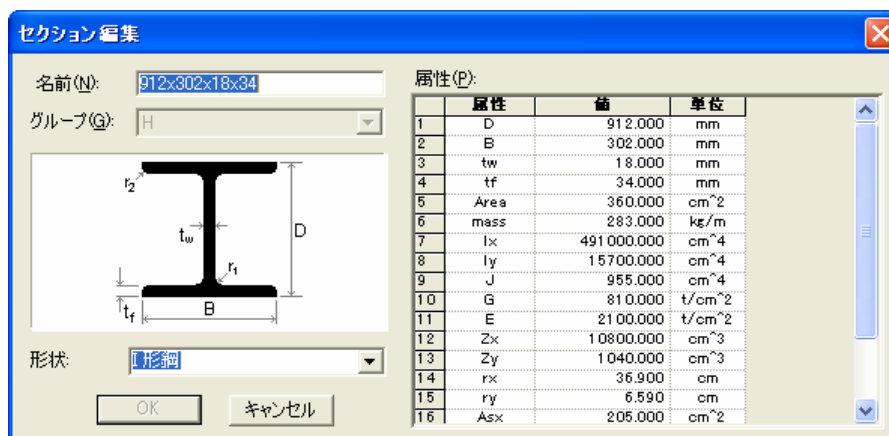 セクション編集
名前(N):
912x302x18x34
グループ(G):
H
r2
tw
D
r1
tf
B
形状:
I形鋼
OK
キャンセル
属性(P):
属性 値 単位
1 D 912.000 mm
2 B 302.000 mm
3 tw 18.000 mm
4 tf 34.000 mm
5 Area 360.000 cm^2
6 mass 283.000 kg/m
7 Ix 491000.000 cm^4
8 Iy 15700.000 cm^4
9 J 955.000 cm^4
10 G 810.000 t/cm^2
11 E 2100.000 t/cm^2
12 Zx 10800.000 cm^3
13 Zy 1040.000 cm^3
14 rx 36.900 cm
15 ry 6.590 cm
16 Asx 205.000 cm^2